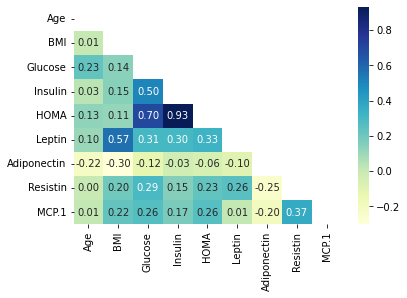 Age
BMI 0.01
Glucose 0.23 0.14
Insulin 0.03 0.15 0.50
HOMA 0.13 0.11 0.70 0.93
Leptin 0.10 0.57 0.31 0.30 0.33
Adiponectin -0.22 -0.30 -0.12 -0.03 -0.06 -0.10
Resistin 0.00 0.20 0.29 0.15 0.23 0.26 -0.25
MCP.1 0.01 0.22 0.26 0.17 0.26 0.01 -0.20 0.37
Age BMI Glucose Insulin HOMA Leptin Adiponectin Resistin MCP.1
0.8
0.6
0.4
0.2
0.0
−0.2